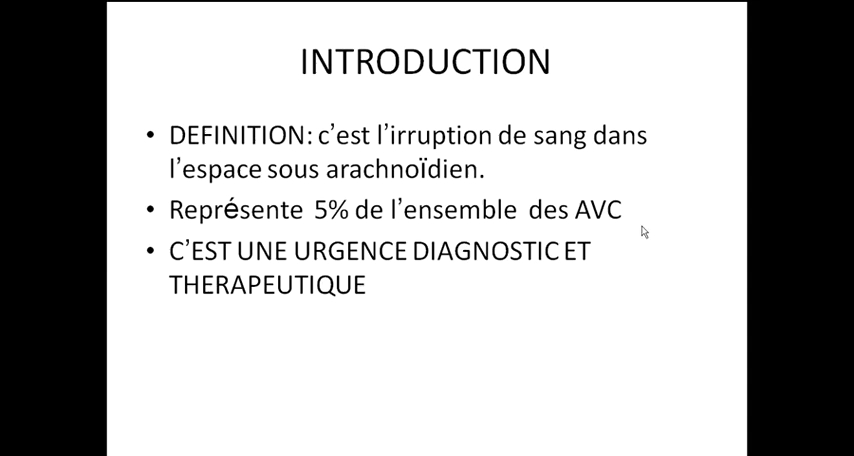 INTRODUCTION
• DEFINITION: c’est l’irruption de sang dans
l’espace sous arachnoïdien.
• Représente 5% de l’ensemble des AVC
• C’EST UNE URGENCE DIAGNOSTIC ET
THERAPEUTIQUE